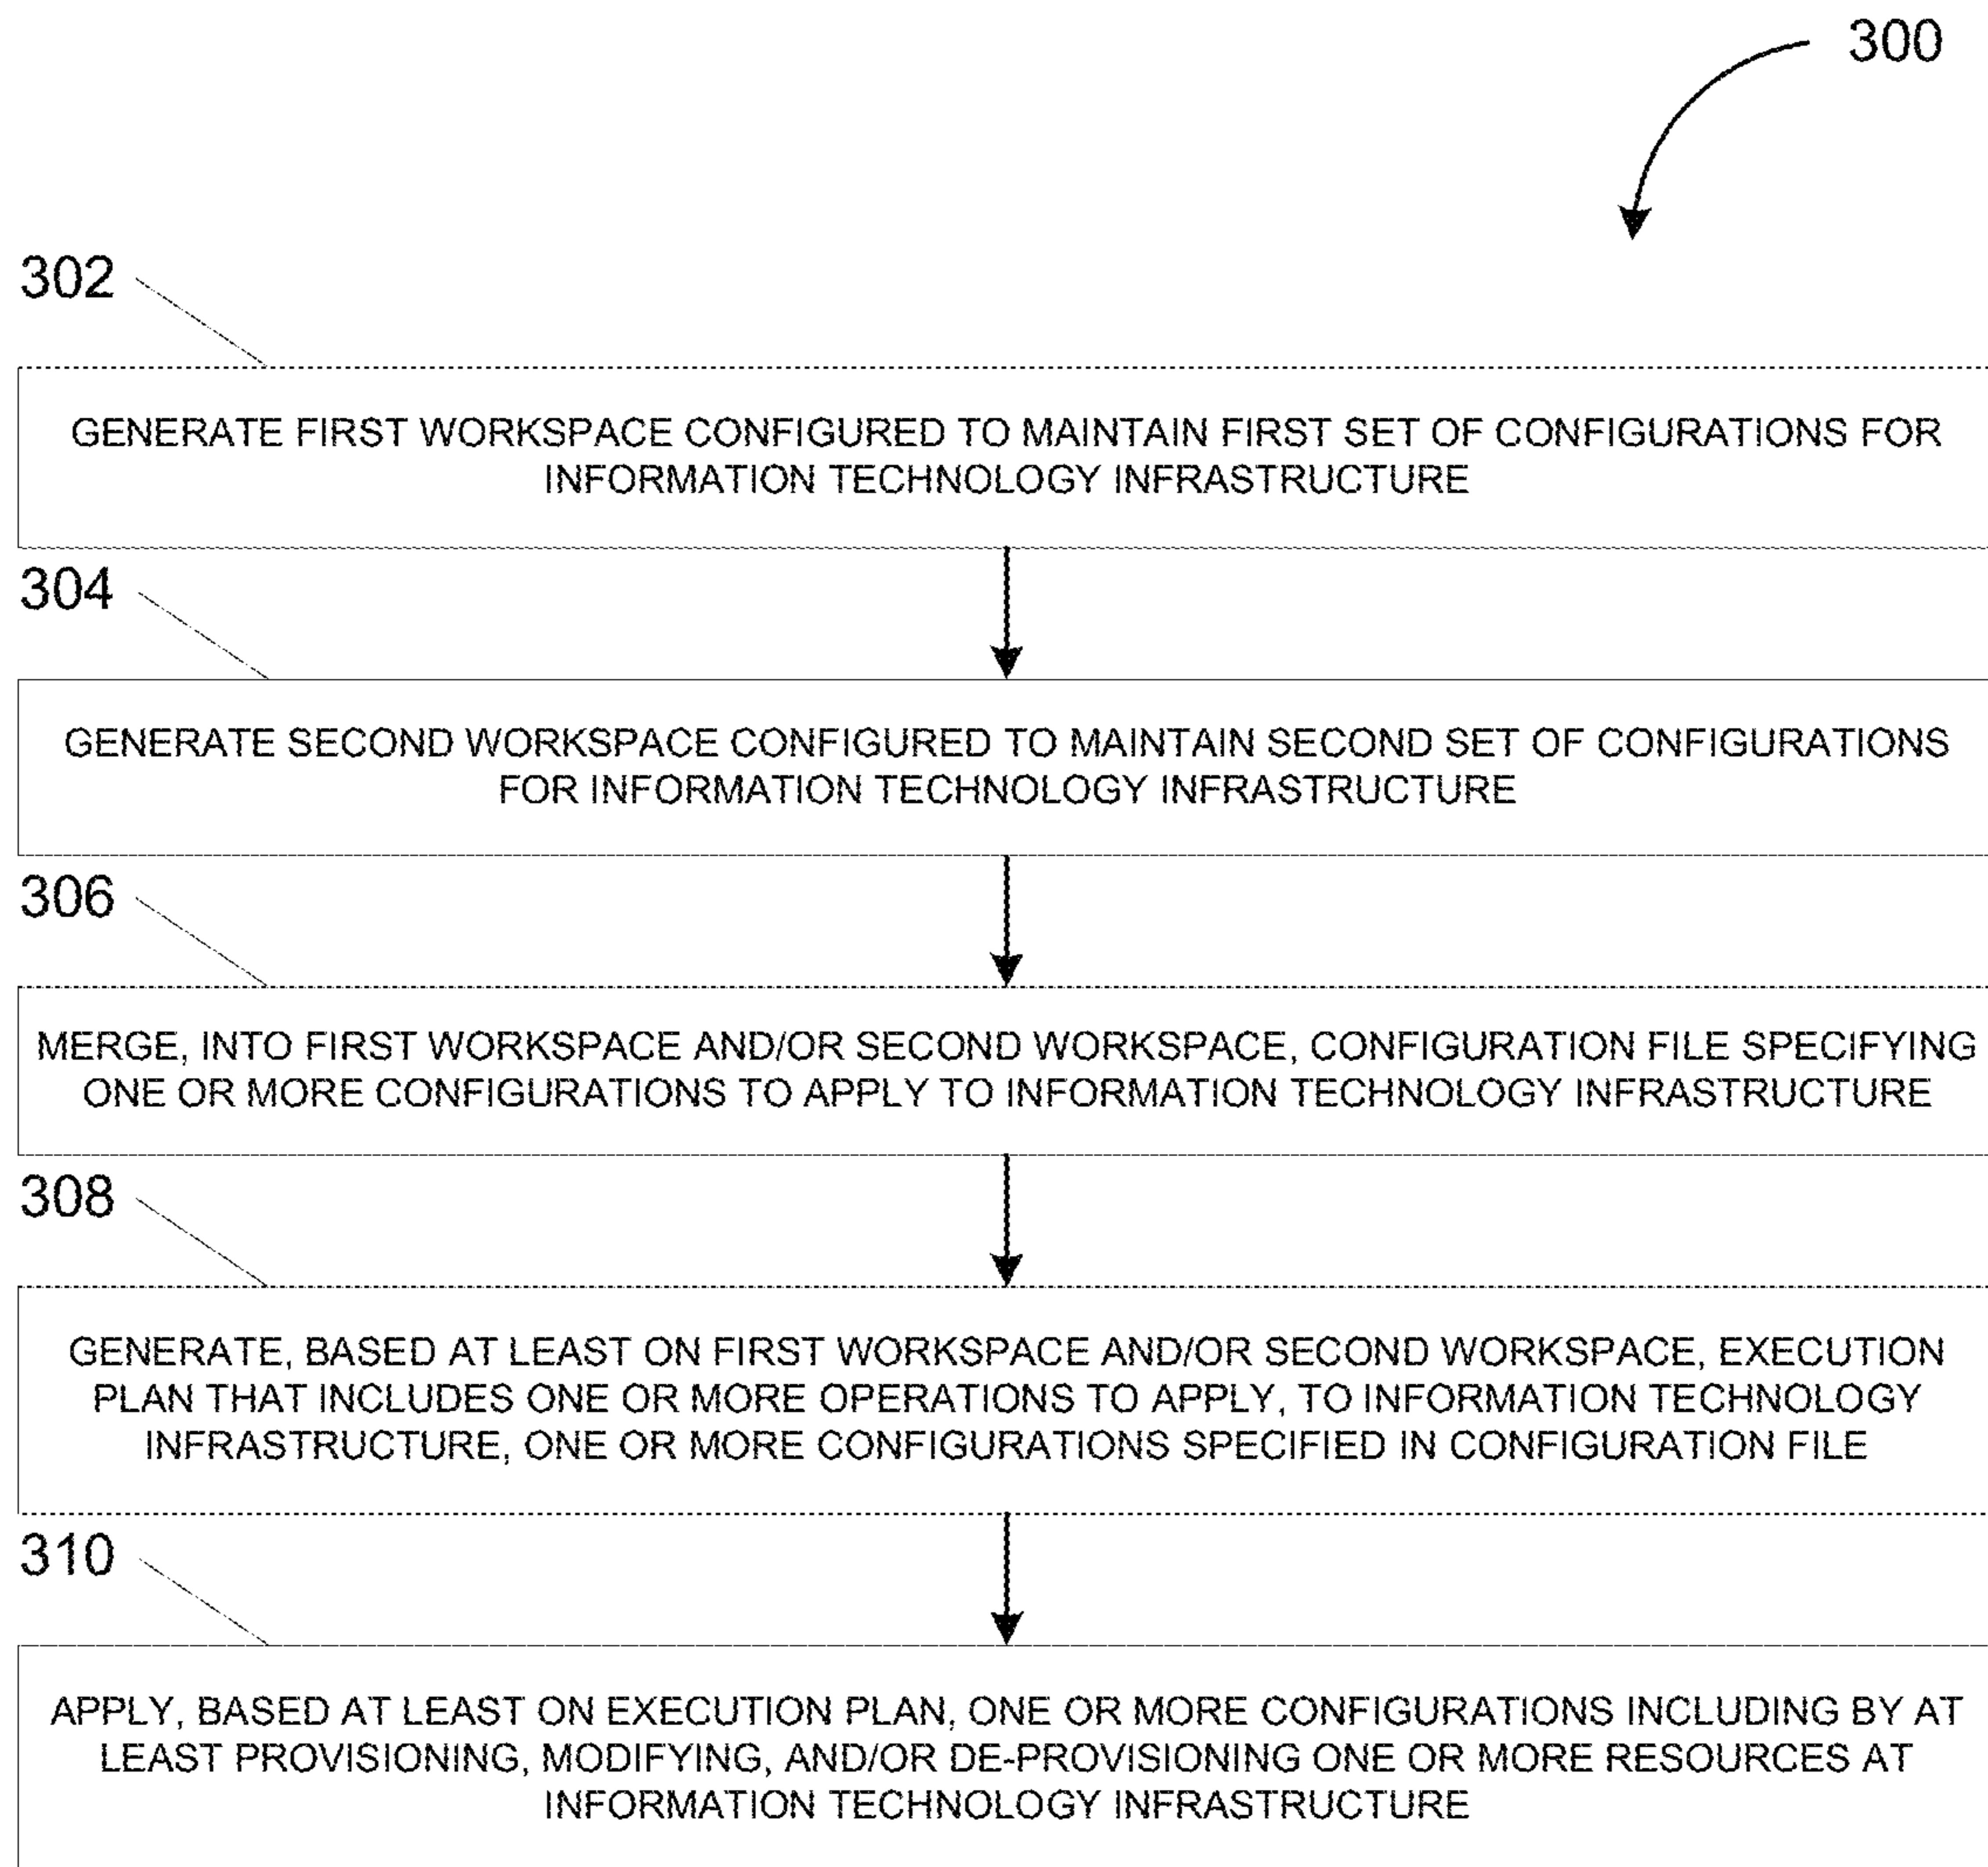 300
302
GENERATE FIRST WORKSPACE CONFIGURED TO MAINTAIN FIRST SET OF CONFIGURATIONS FOR
INFORMATION TECHNOLOGY INFRASTRUCTURE
304
GENERATE SECOND WORKSPACE CONFIGURED TO MAINTAIN SECOND SET OF CONFIGURATIONS
FOR INFORMATION TECHNOLOGY INFRASTRUCTURE
306
MERGE, INTO FIRST WORKSPACE AND/OR SECOND WORKSPACE, CONFIGURATION FILE SPECIFYING
ONE OR MORE CONFIGURATIONS TO APPLY TO INFORMATION TECHNOLOGY INFRASTRUCTURE
308
GENERATE, BASED AT LEAST ON FIRST WORKSPACE AND/OR SECOND WORKSPACE, EXECUTION
PLAN THAT INCLUDES ONE OR MORE OPERATIONS TO APPLY, TO INFORMATION TECHNOLOGY
INFRASTRUCTURE, ONE OR MORE CONFIGURATIONS SPECIFIED IN CONFIGURATION FILE
310
APPLY, BASED AT LEAST ON EXECUTION PLAN, ONE OR MORE CONFIGURATIONS INCLUDING BY AT
LEAST PROVISIONING, MODIFYING, AND/OR DE-PROVISIONING ONE OR MORE RESOURCES AT
INFORMATION TECHNOLOGY INFRASTRUCTURE